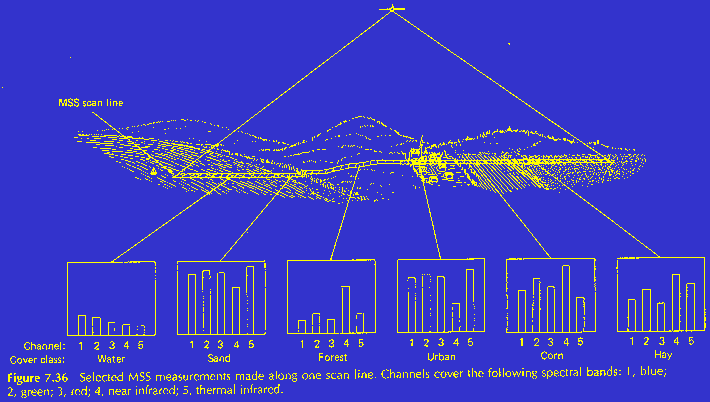 MSS scan line
Channel: 1 2 3 4 5 1 2 3 4 5 1 2 3 4 5 1 2 3 4 5 1 2 3 4 5 1 2 3 4 5
Cover class: Water Sand Forest Urban Corn Hay
Figure 7.36 Selected MSS measurements made along one scan line. Channels cover the following spectral bands: 1, blue;
2, green; 3, red; 4, near infrared; 5, thermal infrared.